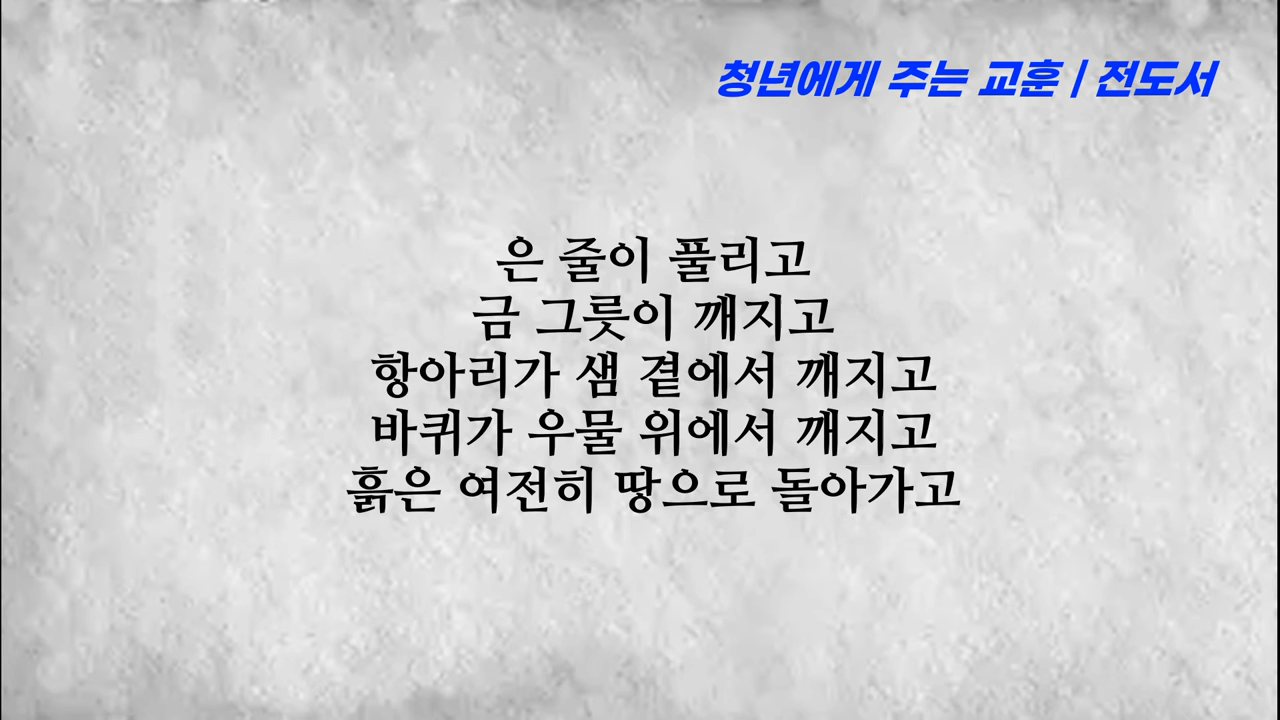 청년에게 주는 교훈 | 전도서
은 줄이 풀리고
금 그릇이 깨지고
항아리가 샘 곁에서 깨지고
바퀴가 우물 위에서 깨지고
흙은 여전히 땅으로 돌아가고